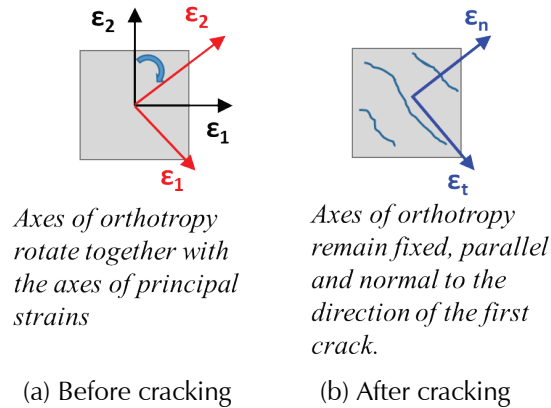 ε₂
ε₂
ε₁
ε₁
Axes of orthotropy
rotate together with
the axes of principal
strains
(a) Before cracking
εₙ
εₜ
Axes of orthotropy
remain fixed, parallel
and normal to the
direction of the first
crack.
(b) After cracking